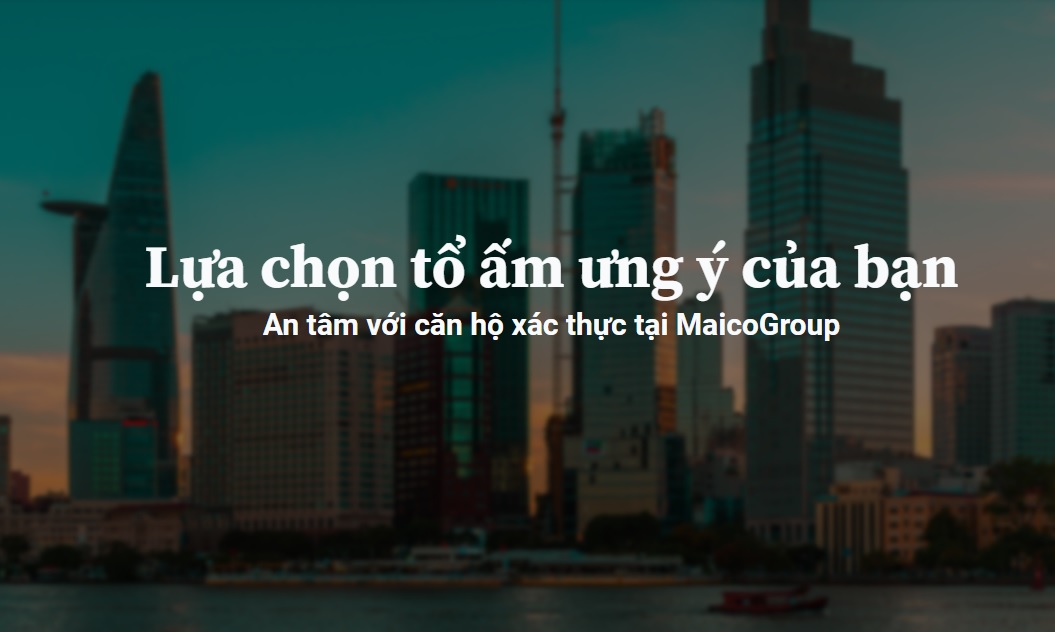 Lựa chọn tổ ấm ưng ý của bạn
An tâm với căn hộ xác thực tại MaicoGroup